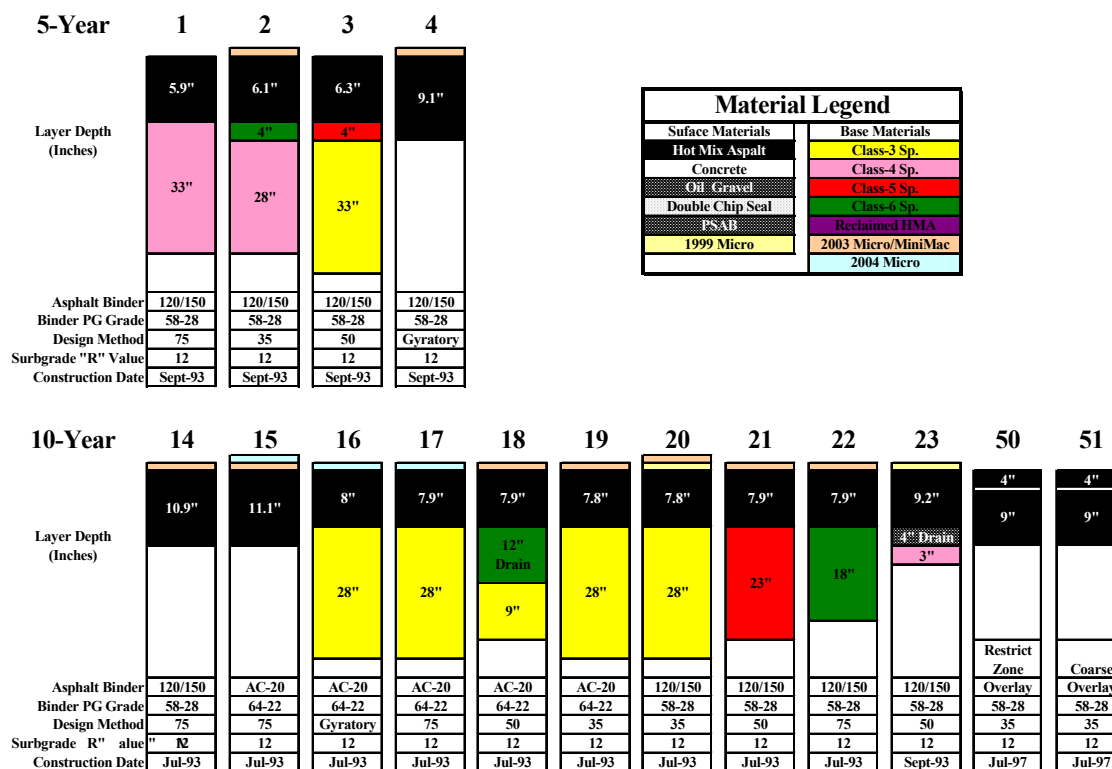 5-Year 1 2 3 4
5.9" 6.1" 6.3" 9.1"
Layer Depth
(Inches)
4" 4"
33" 28" 33"
Asphalt Binder 120/150 120/150 120/150 120/150
Binder PG Grade 58-28 58-28 58-28 58-28
Design Method 75 35 50 Gyratory
Surbgrade "R" Value 12 12 12 12
Construction Date Sept-93 Sept-93 Sept-93 Sept-93
Material Legend
Suface Materials Base Materials
Hot Mix Aspalt Class-3 Sp.
Concrete Class-4 Sp.
Oil Gravel Class-5 Sp.
Double Chip Seal Class-6 Sp.
PSAB Reclaimed HMA
1999 Micro 2003 Micro/MiniMac
2004 Micro
10-Year 14 15 16 17 18 19 20 21 22 23 50 51
4" 4"
10.9" 11.1" 8" 7.9" 7.9" 7.8" 7.8" 7.9" 7.9" 9.2" 9" 9"
Layer Depth
(Inches)
12"
Drain
4" Drain
3"
28" 28" 9" 28" 28" 23" 18"
Restrict
Zone Coarse
Asphalt Binder 120/150 AC-20 AC-20 AC-20 AC-20 AC-20 120/150 120/150 120/150 120/150 Overlay Overlay
Binder PG Grade 58-28 64-22 64-22 64-22 64-22 64-22 58-28 58-28 58-28 58-28 58-28 58-28
Design Method 75 75 Gyratory 75 50 35 35 50 75 50 35 35
Surbgrade R" alue" 12 12 12 12 12 12 12 12 12 12 12 12
Construction Date Jul-93 Jul-93 Jul-93 Jul-93 Jul-93 Jul-93 Jul-93 Jul-93 Jul-93 Sept-93 Jul-97 Jul-97